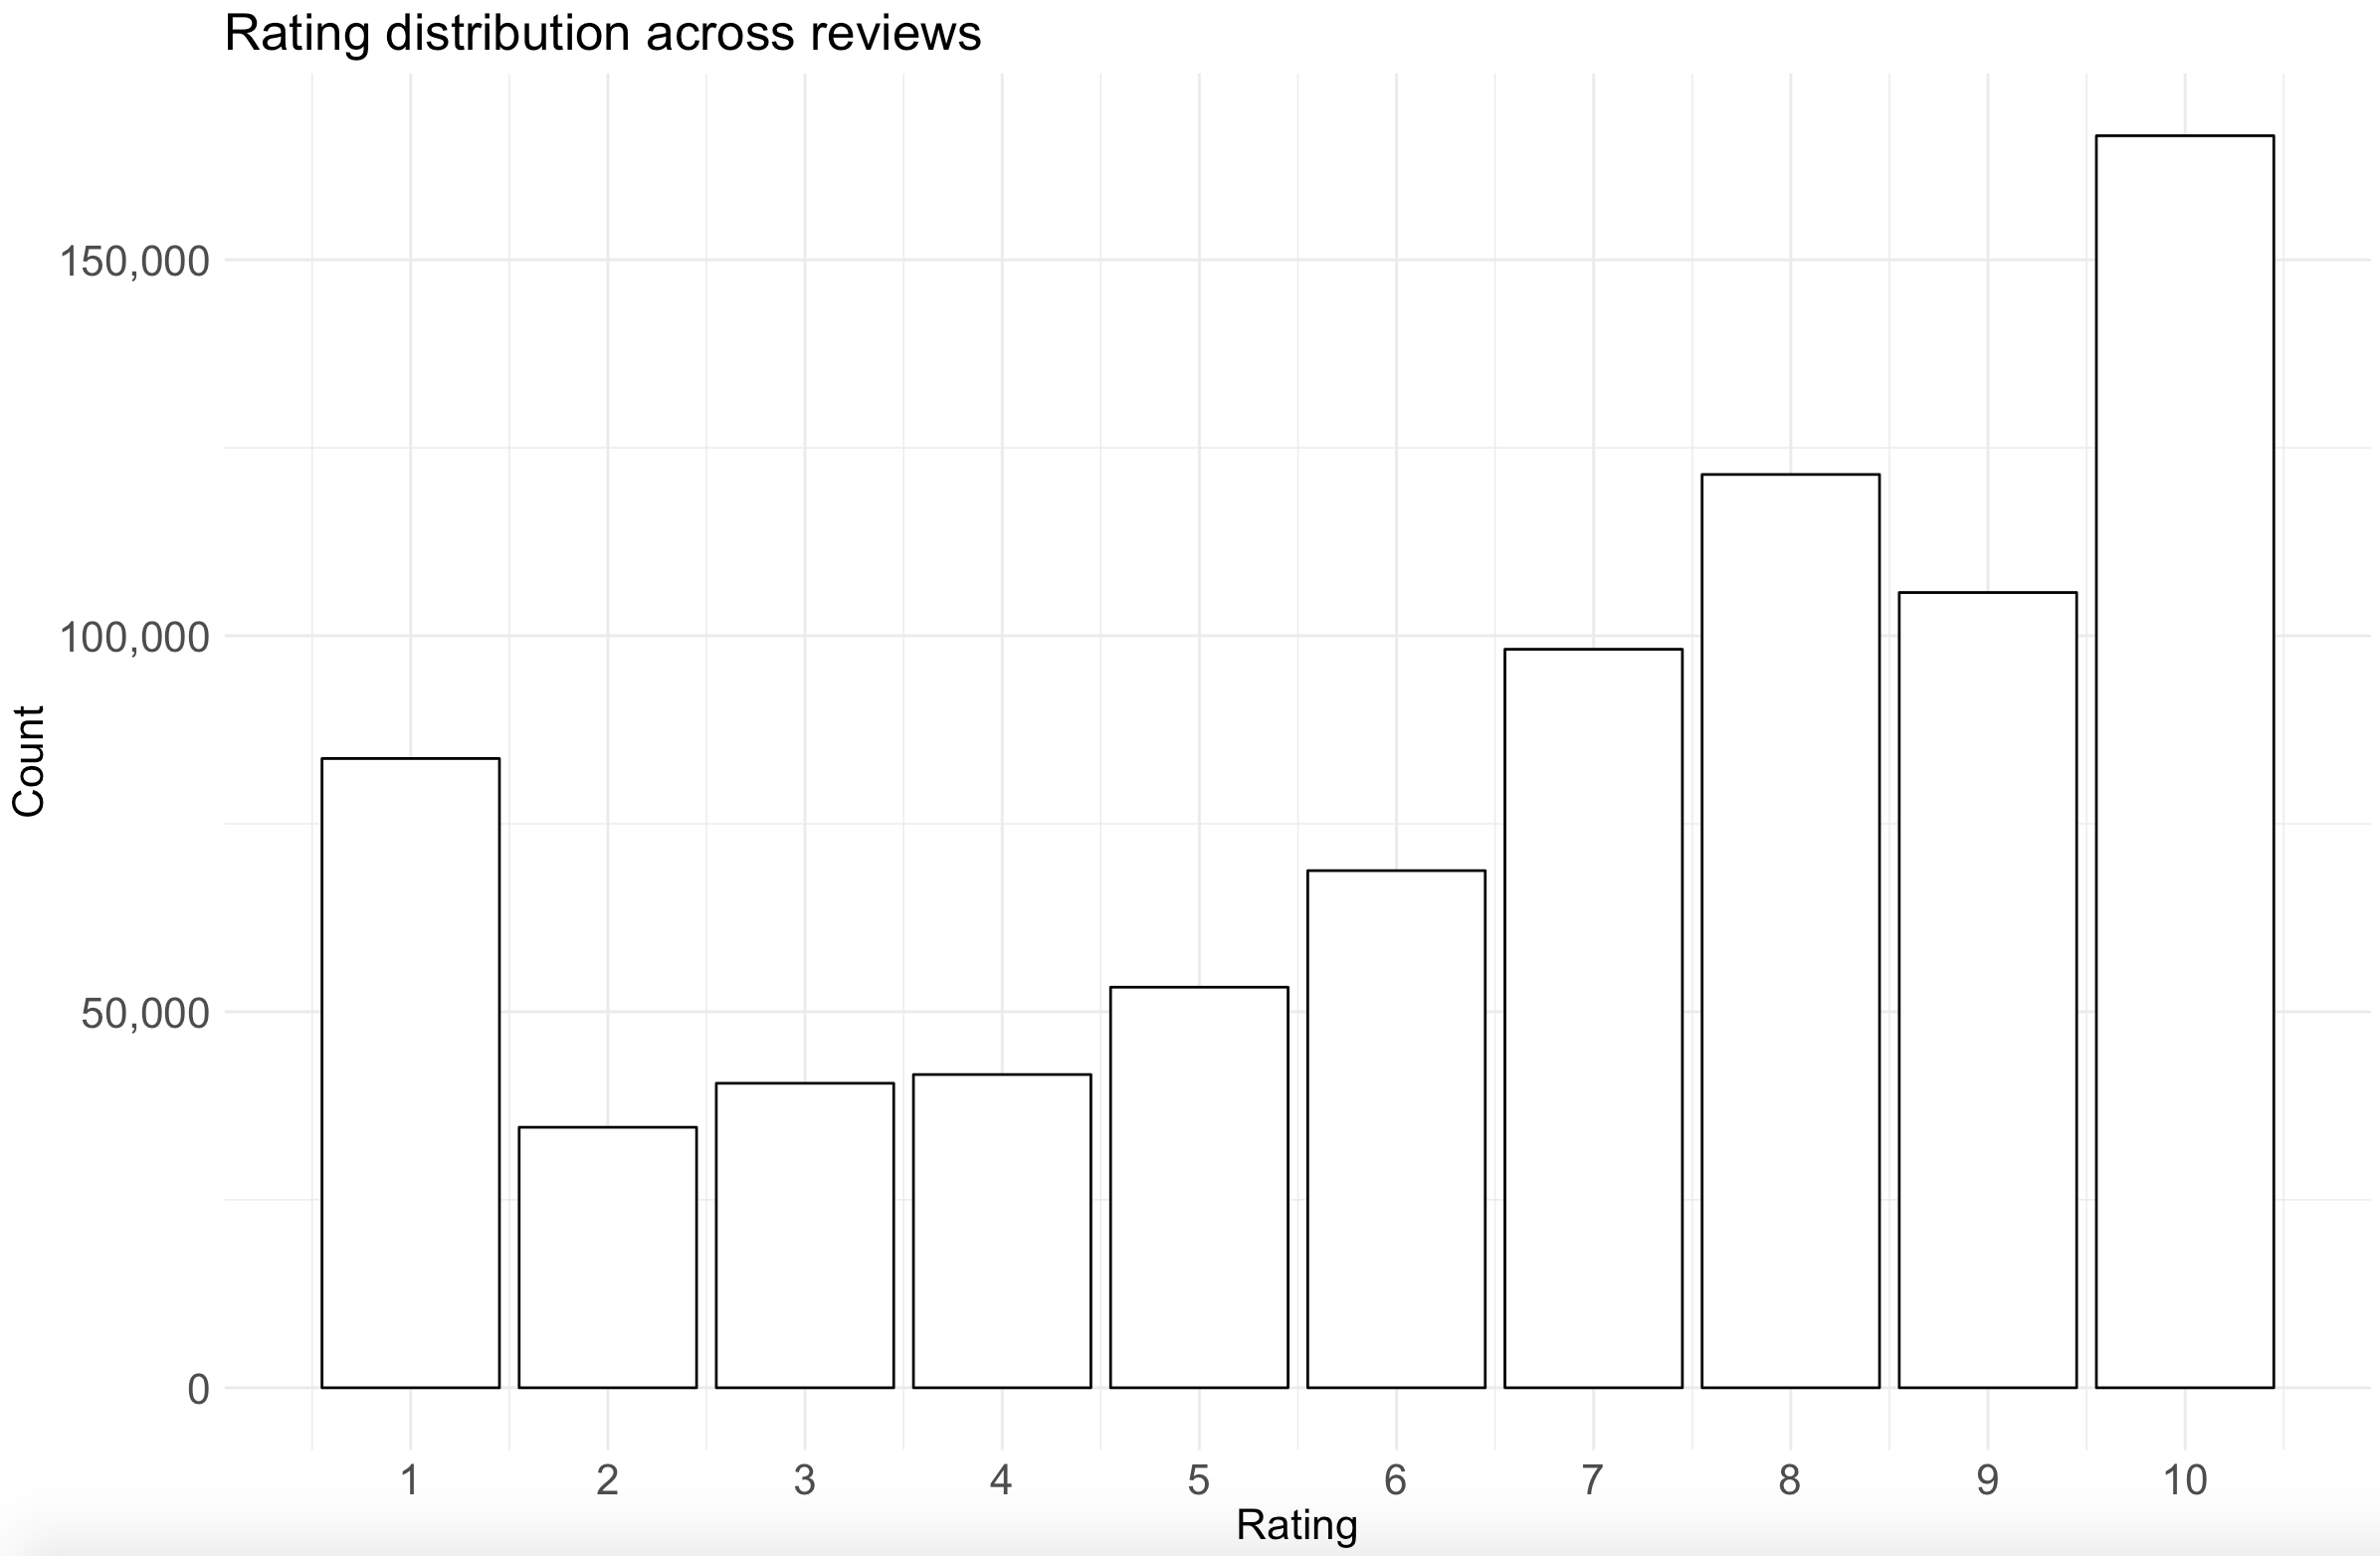 Rating distribution across reviews
150,000
100,000
50,000
0
Count
1 2 3 4 5 6 7 8 9 10
Rating